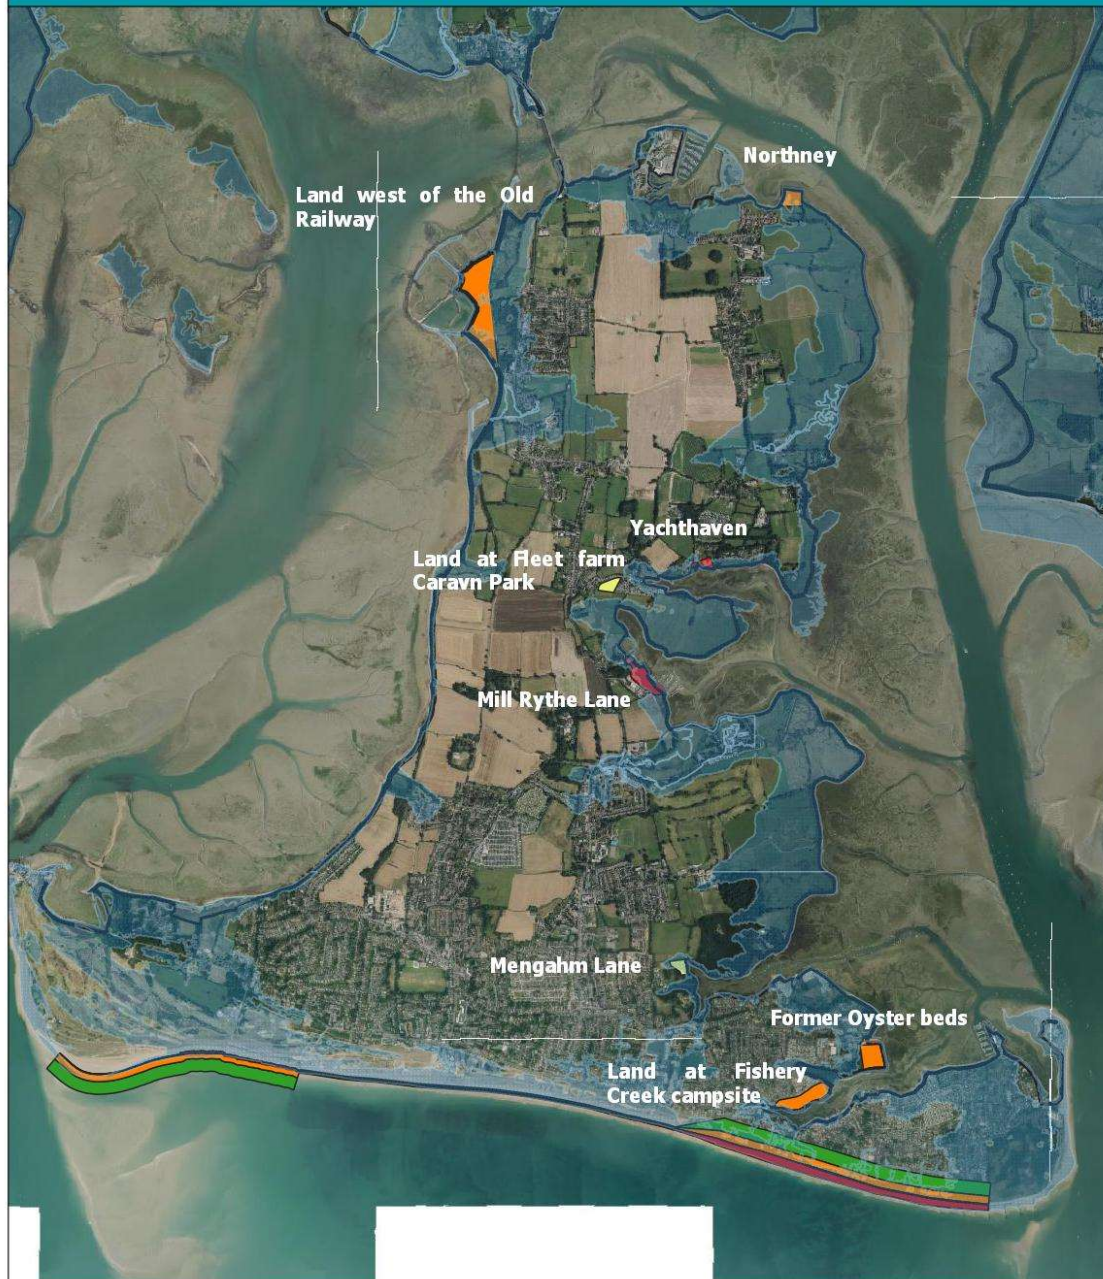 Northney
Land west of the Old
Railway
Yachthaven
Land at Fleet farm
Caravn Park
Mill Rythe Lane
Mengahm Lane
Former Oyster beds
Land at Fishery
Creek campsite